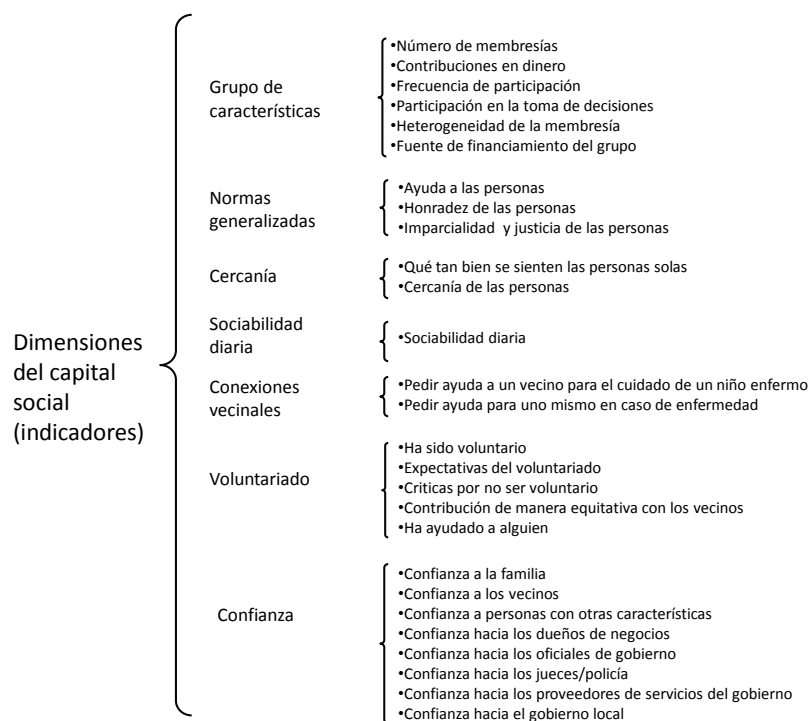 Dimensiones
del capital
social
(indicadores)
Grupo de
características
•Número de membresías
•Contribuciones en dinero
•Frecuencia de participación
•Participación en la toma de decisiones
•Heterogeneidad de la membresía
•Fuente de financiamiento del grupo
Normas
generalizadas
•Ayuda a las personas
•Honradez de las personas
•Imparcialidad y justicia de las personas
Cercanía
•Qué tan bien se sienten las personas solas
•Cercanía de las personas
Sociabilidad
diaria
•Sociabilidad diaria
Conexiones
vecinales
•Pedir ayuda a un vecino para el cuidado de un niño enfermo
•Pedir ayuda para uno mismo en caso de enfermedad
Voluntariado
•Ha sido voluntario
•Expectativas del voluntariado
•Criticas por no ser voluntario
•Contribución de manera equitativa con los vecinos
•Ha ayudado a alguien
Confianza
•Confianza a la familia
•Confianza a los vecinos
•Confianza a personas con otras características
•Confianza hacia los dueños de negocios
•Confianza hacia los oficiales de gobierno
•Confianza hacia los jueces/policía
•Confianza hacia los proveedores de servicios del gobierno
•Confianza hacia el gobierno local